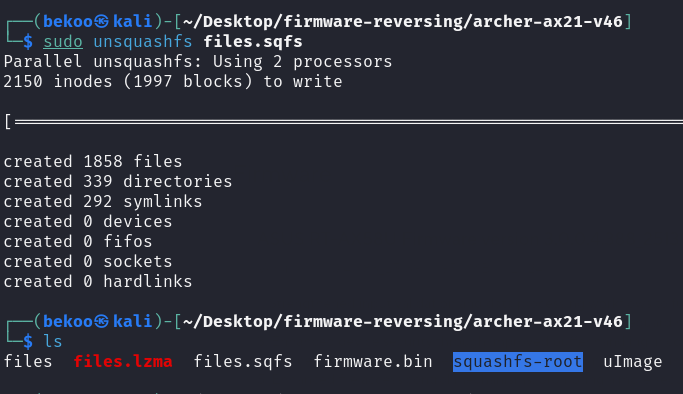 ┌──(bekoo㉿kali)-[~/Desktop/firmware-reversing/archer-ax21-v46]
└─$ sudo unsquashfs files.sqfs
Parallel unsquashfs: Using 2 processors
2150 inodes (1997 blocks) to write
[=====================================================================
created 1858 files
created 339 directories
created 292 symlinks
created 0 devices
created 0 fifos
created 0 sockets
created 0 hardlinks
┌──(bekoo㉿kali)-[~/Desktop/firmware-reversing/archer-ax21-v46]
└─$ ls
files  files.lzma  files.sqfs  firmware.bin  squashfs-root  uImage